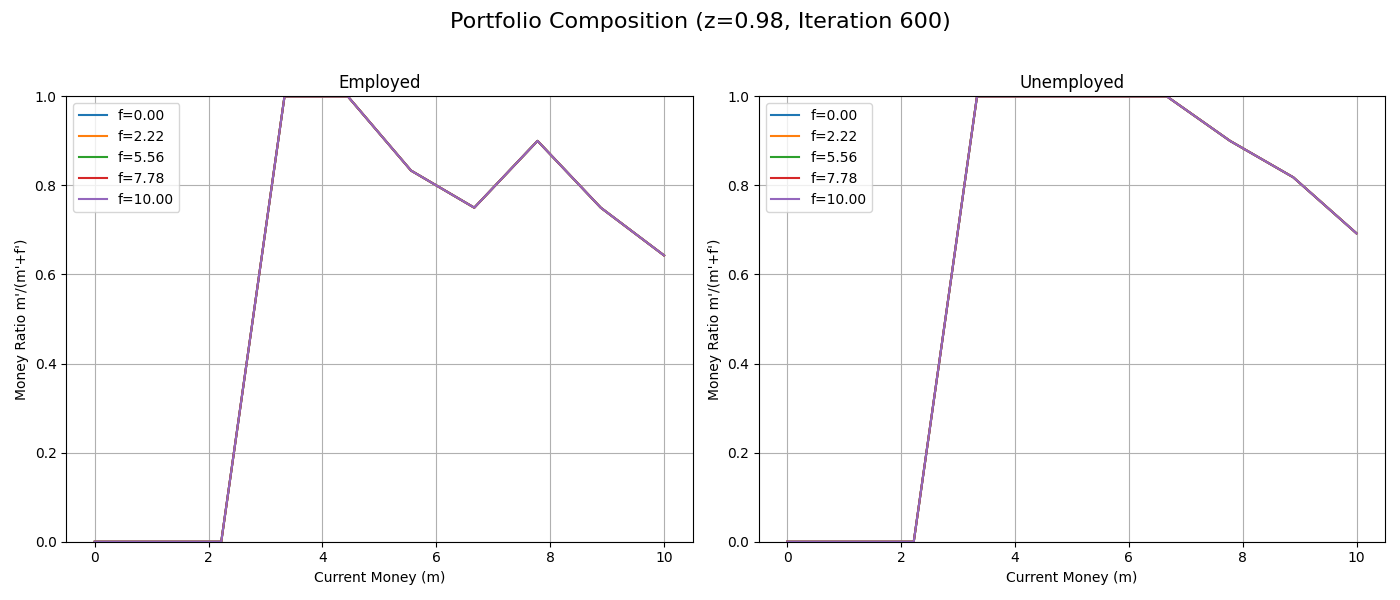 Portfolio Composition (z=0.98, Iteration 600)
Employed
1.0
0.8
0.6
0.4
0.2
0.0
Money Ratio m'/(m'+f')
f=0.00
f=2.22
f=5.56
f=7.78
f=10.00
0 2 4 6 8 10
Current Money (m)
Unemployed
1.0
0.8
0.6
0.4
0.2
0.0
Money Ratio m'/(m'+f')
f=0.00
f=2.22
f=5.56
f=7.78
f=10.00
0 2 4 6 8 10
Current Money (m)